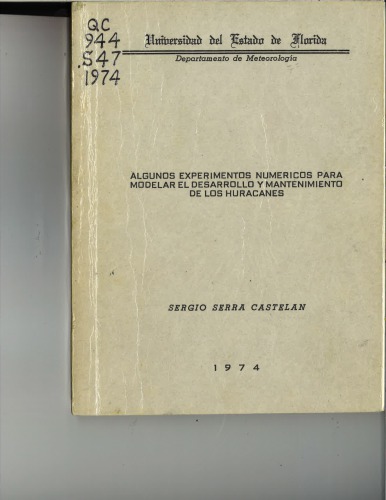 QC
944
.S47
1974
Universidad del Estado de Florida
Departamento de Meteorología
ALGUNOS EXPERIMENTOS NUMERICOS PARA
MODELAR EL DESARROLLO Y MANTENIMIENTO
DE LOS HURACANES
SERGIO SERRA CASTELAN
1974